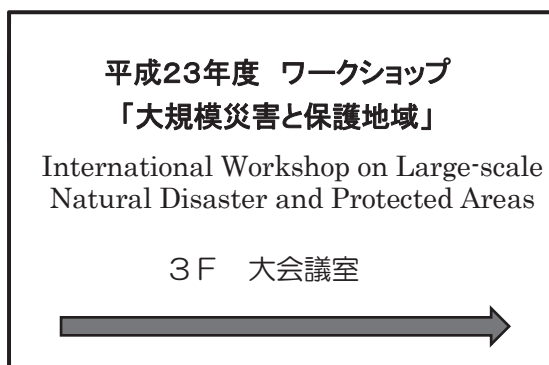 平成23年度 ワークショップ
「大規模災害と保護地域」
International Workshop on Large-scale
Natural Disaster and Protected Areas
３Ｆ　大会議室